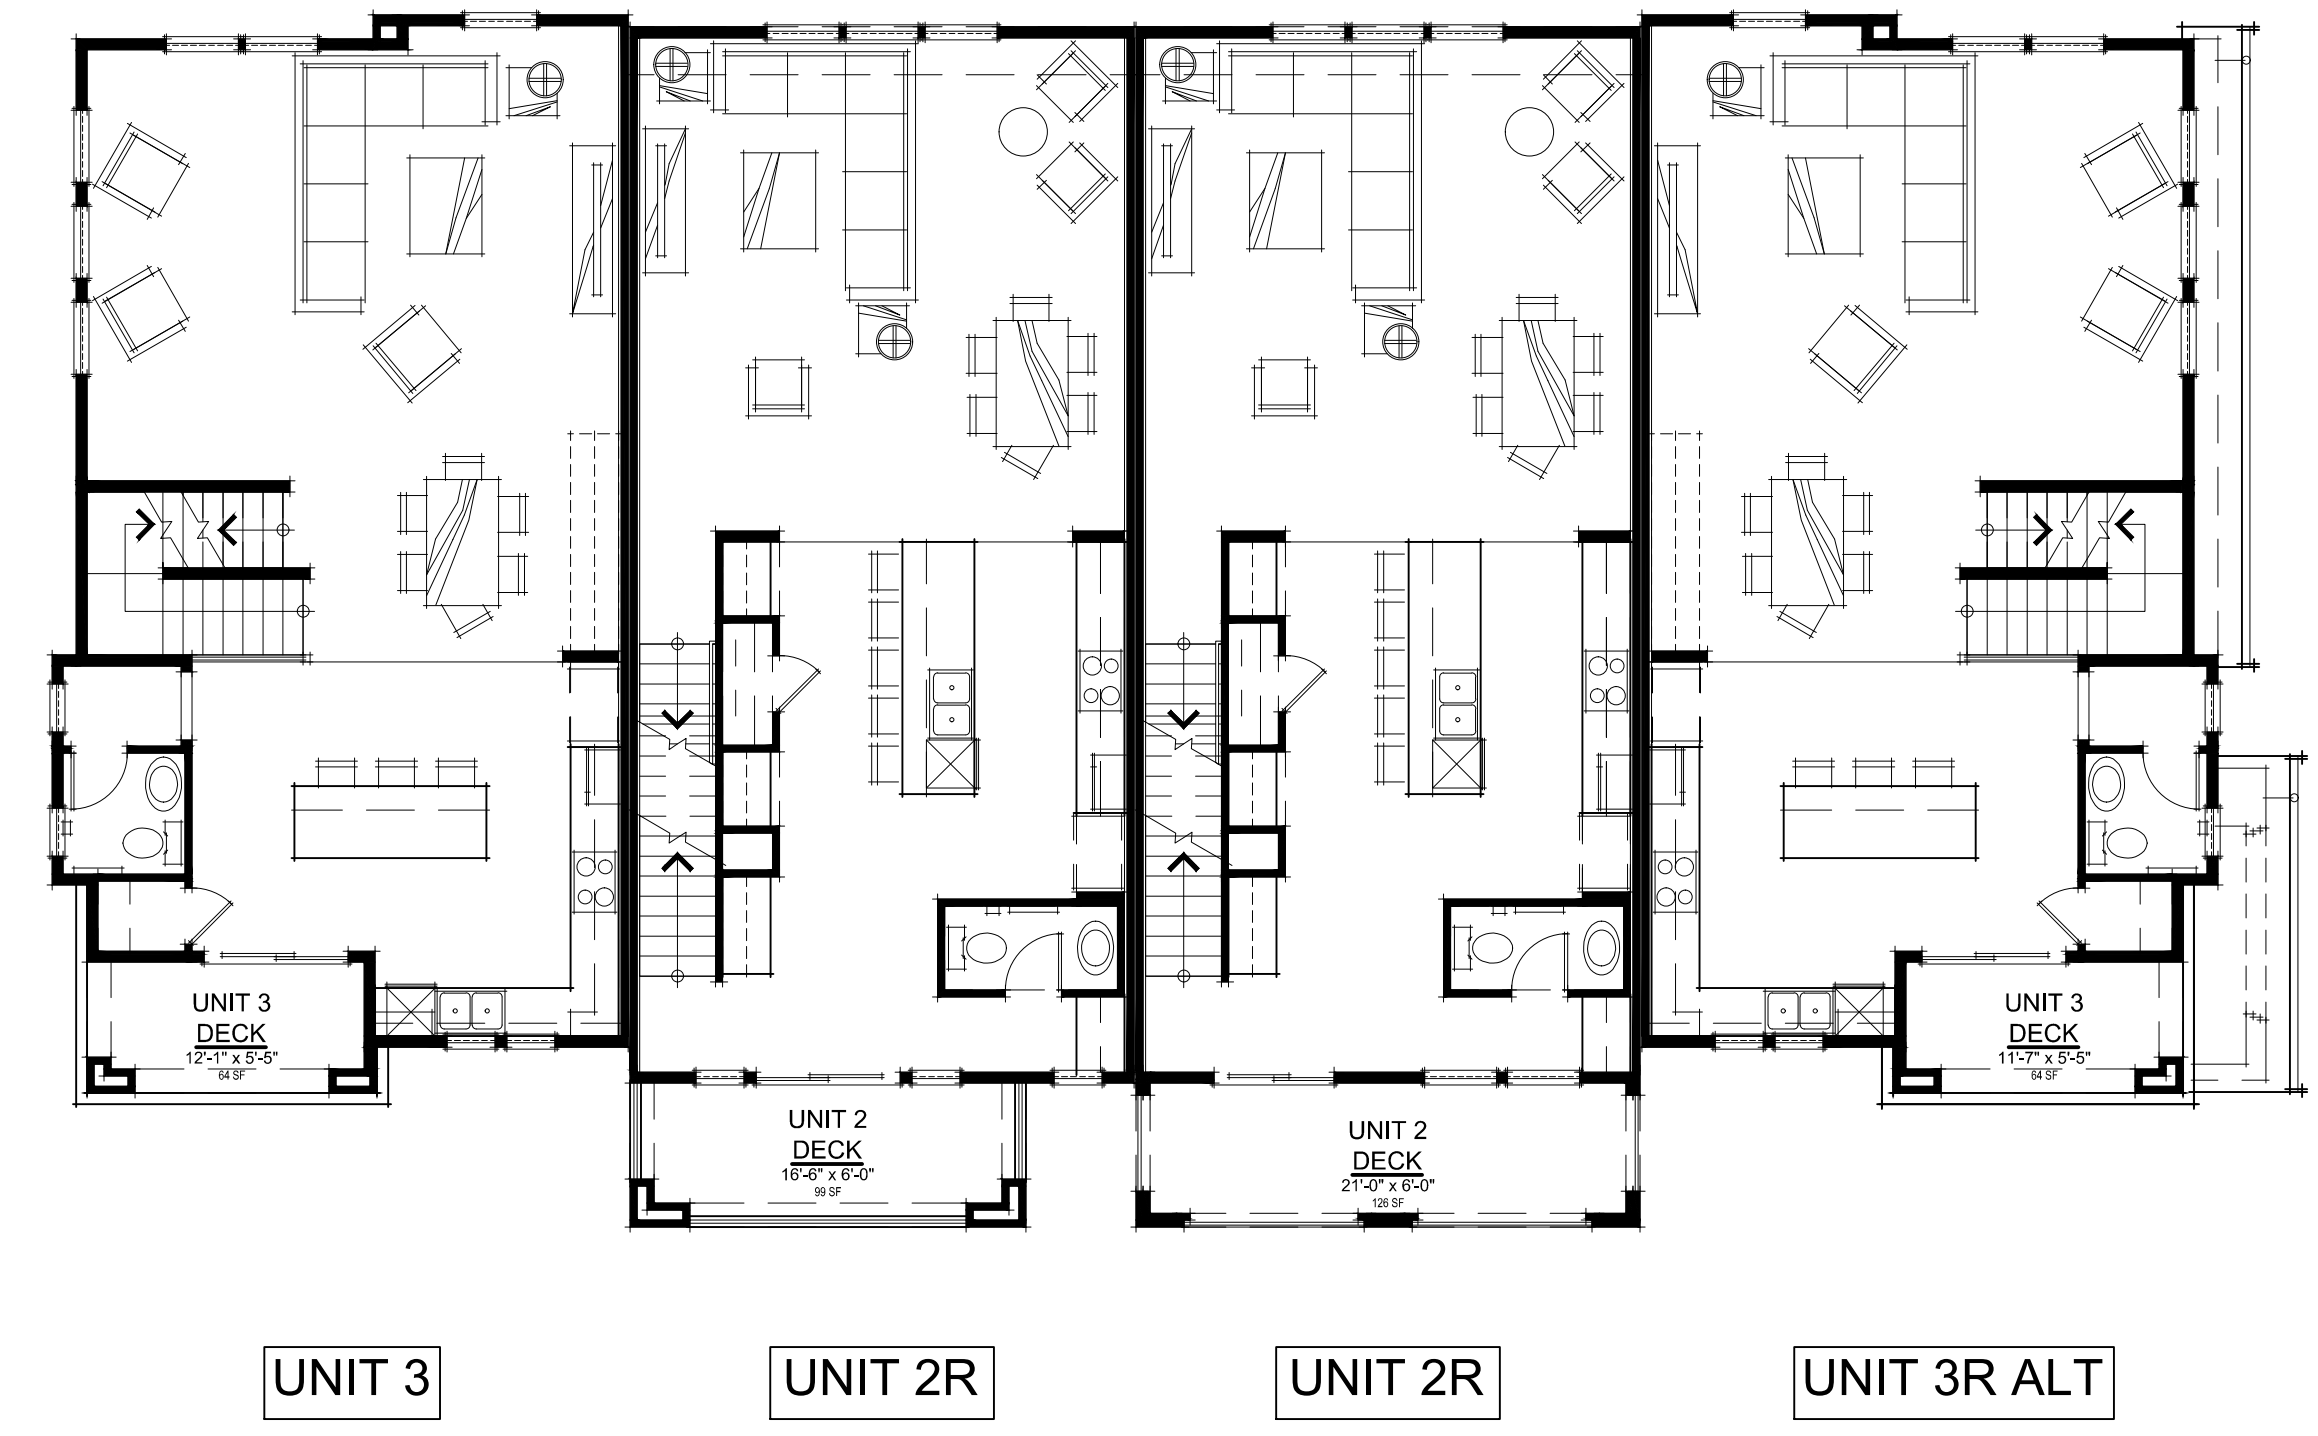 UNIT 3
DECK
12'-1" x 5'-5"
64 SF
UNIT 2
DECK
16'-6" x 6'-0"
99 SF
UNIT 2
DECK
21'-0" x 6'-0"
126 SF
UNIT 3
DECK
11'-7" x 5'-5"
64 SF
UNIT 3
UNIT 2R
UNIT 2R
UNIT 3R ALT